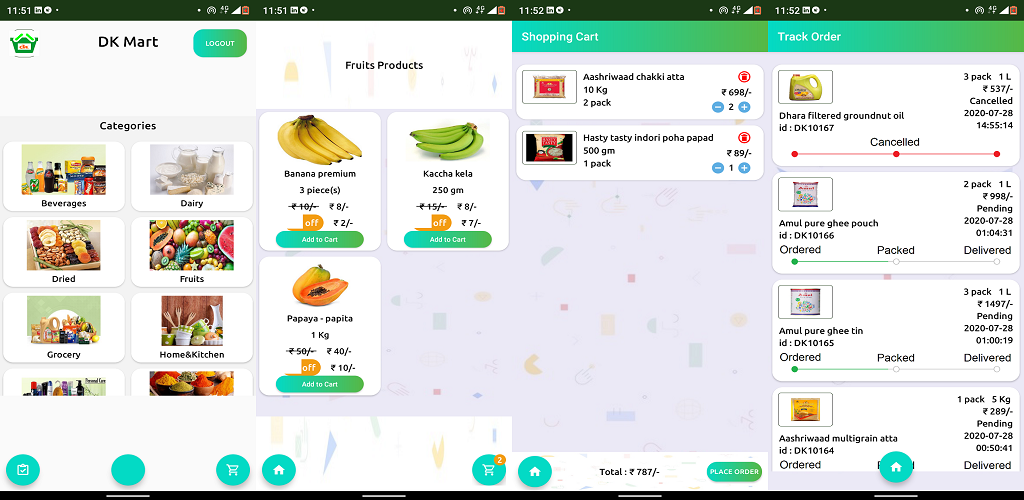 11:51
DK Mart
LOGOUT
Categories
Beverages
Dairy
Dried
Fruits
Grocery
Home&Kitchen
Personal Care
11:51
Fruits Products
Banana premium
3 piece(s)
₹ 10/- ₹ 8/-
off ₹ 2/-
Add to Cart
Kaccha kela
250 gm
₹ 15/- ₹ 8/-
off ₹ 7/-
Add to Cart
Papaya - papita
1 Kg
₹ 50/- ₹ 40/-
off ₹ 10/-
Add to Cart
2
11:52
Shopping Cart
Aashriwaad chakki atta
10 Kg
₹ 698/-
2 pack
2
Hasty tasty indori poha papad
500 gm
₹ 89/-
1 pack
1
Total : ₹ 787/-
PLACE ORDER
11:52
Track Order
3 pack 1 L
₹ 537/-
Cancelled
2020-07-28
14:55:14
Dhara filtered groundnut oil
id : DK10167
Cancelled
2 pack 1 L
₹ 998/-
Pending
2020-07-28
01:04:31
Amul pure ghee pouch
id : DK10166
Ordered Packed Delivered
3 pack 1 L
₹ 1497/-
Pending
2020-07-28
01:00:19
Amul pure ghee tin
id : DK10165
Ordered Packed Delivered
1 pack 5 Kg
₹ 289/-
Pending
2020-07-28
00:50:41
Aashriwaad multigrain atta
id : DK10164
Ordered Delivered